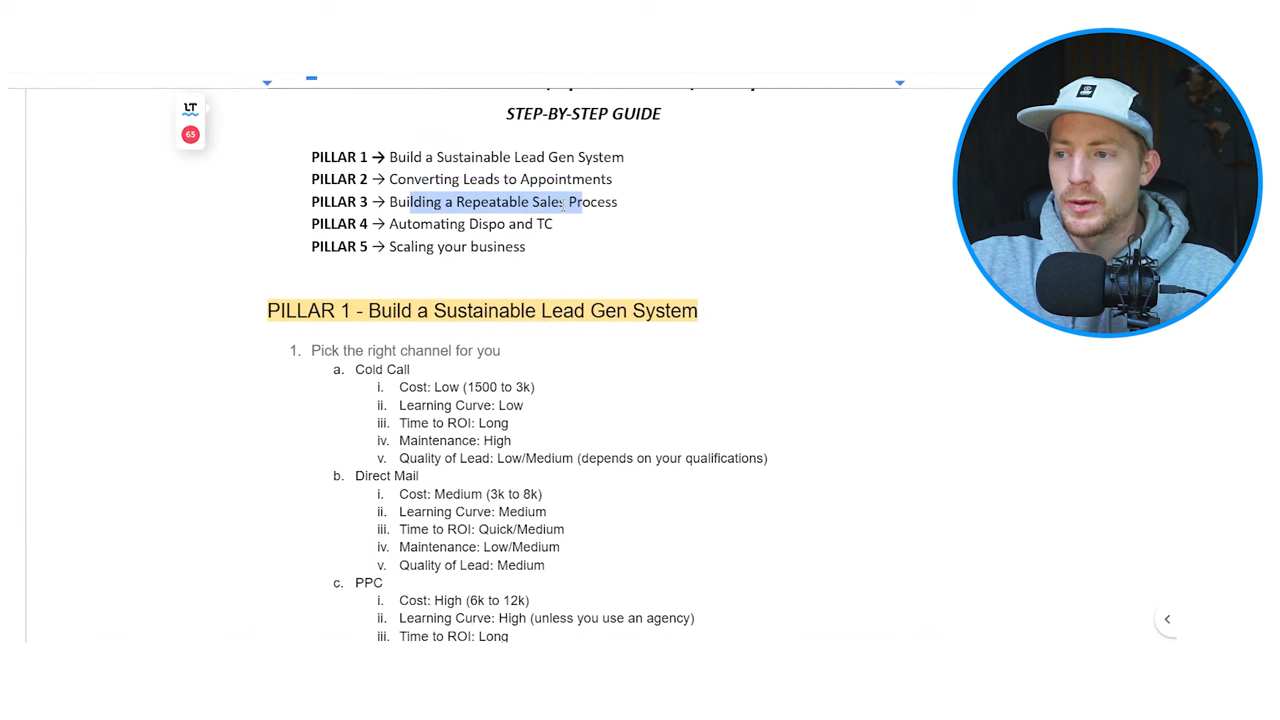 STEP-BY-STEP GUIDE
LT
65
PILLAR 1 → Build a Sustainable Lead Gen System
PILLAR 2 → Converting Leads to Appointments
PILLAR 3 → Building a Repeatable Sales Process
PILLAR 4 → Automating Dispo and TC
PILLAR 5 → Scaling your business
PILLAR 1 - Build a Sustainable Lead Gen System
1. Pick the right channel for you
a. Cold Call
i. Cost: Low (1500 to 3k)
ii. Learning Curve: Low
iii. Time to ROI: Long
iv. Maintenance: High
v. Quality of Lead: Low/Medium (depends on your qualifications)
b. Direct Mail
i. Cost: Medium (3k to 8k)
ii. Learning Curve: Medium
iii. Time to ROI: Quick/Medium
iv. Maintenance: Low/Medium
v. Quality of Lead: Medium
c. PPC
i. Cost: High (6k to 12k)
ii. Learning Curve: High (unless you use an agency)
iii. Time to ROI: Long